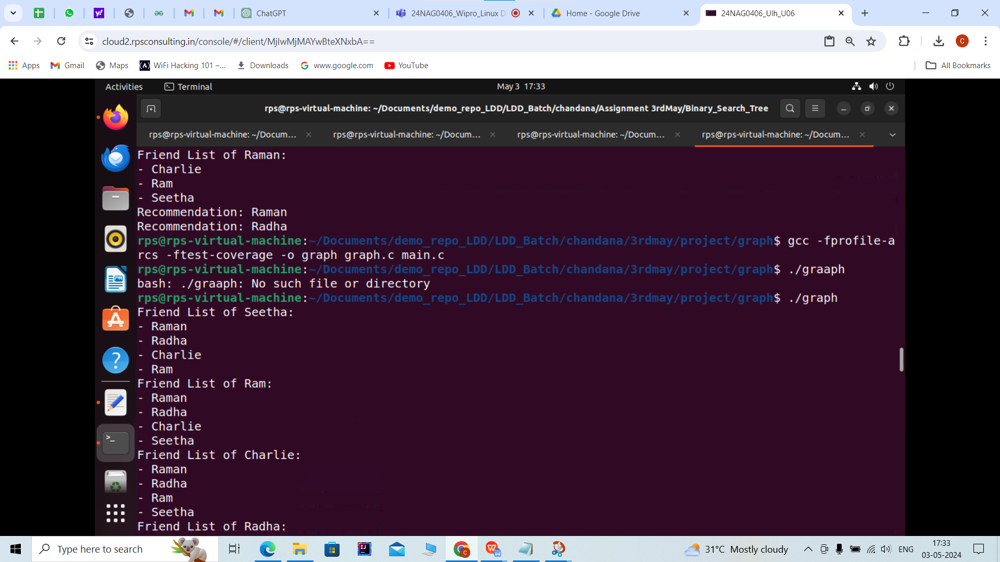 ChatGPT
24NAG0406_Wipro_Linux D
Home - Google Drive
24NAG0406_Ulh_U06
cloud2.rpsconsulting.in/console/#/client/MjIwMjMAYwBteXNxbA==
C
Apps
Gmail
Maps
WiFi Hacking 101 –...
Downloads
www.google.com
YouTube
All Bookmarks
Activities
Terminal
May 3 17:33
rps@rps-virtual-machine: ~/Documents/demo_repo_LDD/LDD_Batch/chandana/Assignment 3rdMay/Binary_Search_Tree
rps@rps-virtual-machine: ~/Docum...
rps@rps-virtual-machine: ~/Docum...
rps@rps-virtual-machine: ~/Docum...
rps@rps-virtual-machine: ~/Docum...
Friend List of Raman:
- Charlie
- Ram
- Seetha
Recommendation: Raman
Recommendation: Radha
rps@rps-virtual-machine:~/Documents/demo_repo_LDD/LDD_Batch/chandana/3rdmay/project/graph$ gcc -fprofile-a
rcs -ftest-coverage -o graph graph.c main.c
rps@rps-virtual-machine:~/Documents/demo_repo_LDD/LDD_Batch/chandana/3rdmay/project/graph$ ./graaph
bash: ./graaph: No such file or directory
rps@rps-virtual-machine:~/Documents/demo_repo_LDD/LDD_Batch/chandana/3rdmay/project/graph$ ./graph
Friend List of Seetha:
- Raman
- Radha
- Charlie
- Ram
Friend List of Ram:
- Raman
- Radha
- Charlie
- Seetha
Friend List of Charlie:
- Raman
- Radha
- Ram
- Seetha
Friend List of Radha:
Type here to search
31°C Mostly cloudy
ENG
17:33
03-05-2024